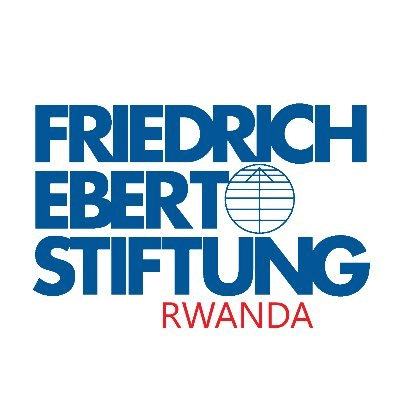 FRIEDRICH
EBERT
STIFTUNG
RWANDA